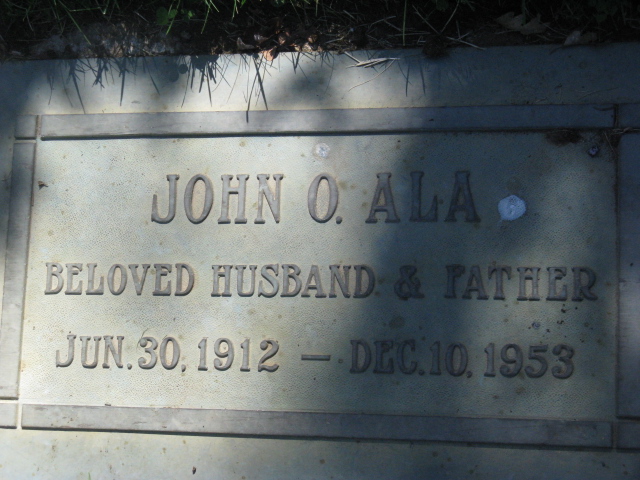 JOHN O. ALA
BELOVED HUSBAND & FATHER
JUN. 30, 1912 — DEC. 10, 1953